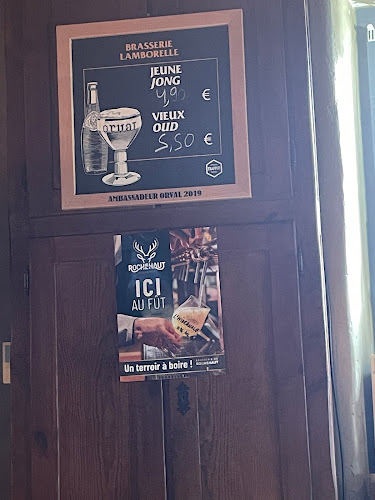 BRASSERIE
LAMBORELLE
JEUNE
JONG
4,90 €
VIEUX
OUD
5,50 €
orval
AMBASSADEUR ORVAL 2019
ROCHEHAUT
ICI
AU FÛT
Un terroir à boire !
ROCHEHAUT